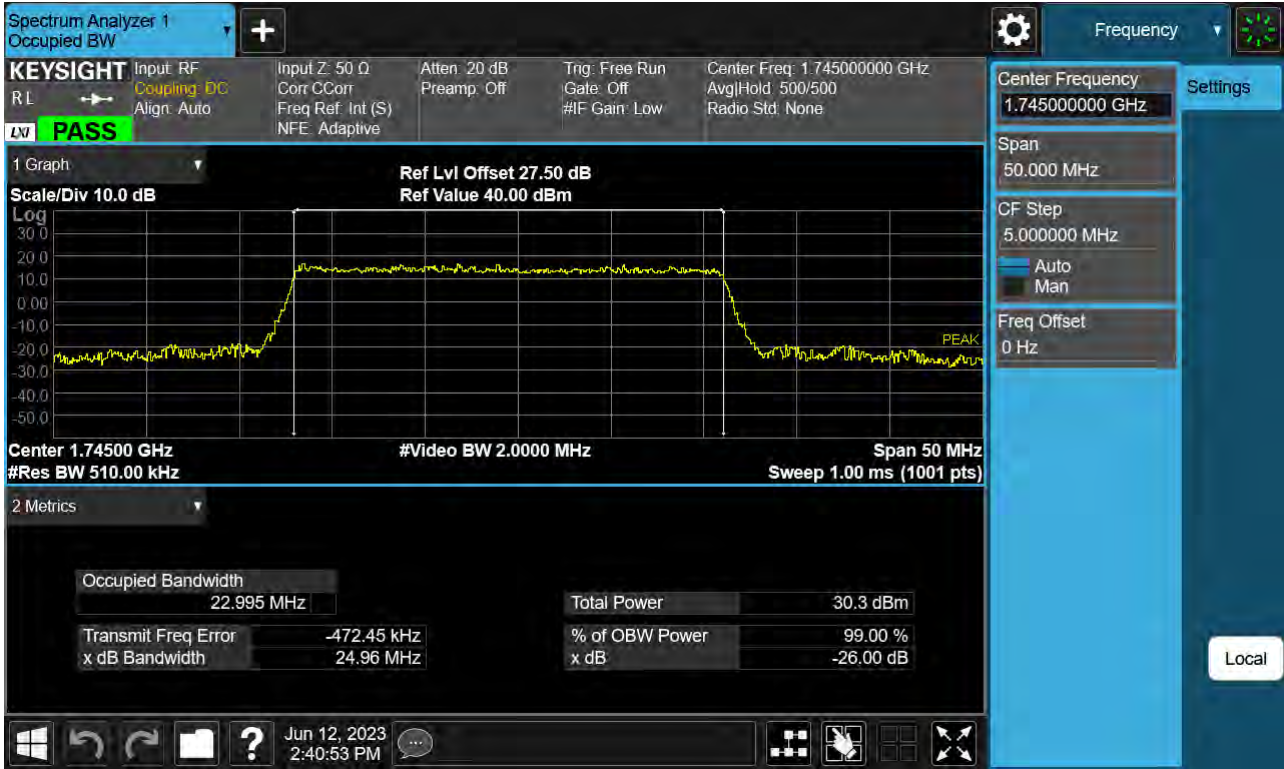 Spectrum Analyzer 1
Occupied BW
+
Frequency
KEYSIGHT
R L
LXI
PASS
Input: RF
Coupling: DC
Align: Auto
Input Z: 50 Ω
Corr CCorr
Freq Ref: Int (S)
NFE: Adaptive
Atten: 20 dB
Preamp: Off
Trig: Free Run
Gate: Off
#IF Gain: Low
Center Freq: 1.745000000 GHz
Avg|Hold: 500/500
Radio Std: None
Center Frequency
1.745000000 GHz
Settings
Span
50.000 MHz
CF Step
5.000000 MHz
Auto
Man
Freq Offset
0 Hz
Local
1 Graph
Scale/Div 10.0 dB
Ref Lvl Offset 27.50 dB
Ref Value 40.00 dBm
Log
30.0
20.0
10.0
0.00
-10.0
-20.0
-30.0
-40.0
-50.0
PEAK
Center 1.74500 GHz
#Res BW 510.00 kHz
#Video BW 2.0000 MHz
Span 50 MHz
Sweep 1.00 ms (1001 pts)
2 Metrics
Occupied Bandwidth
22.995 MHz
Transmit Freq Error -472.45 kHz
x dB Bandwidth 24.96 MHz
Total Power 30.3 dBm
% of OBW Power 99.00 %
x dB -26.00 dB
?
Jun 12, 2023
2:40:53 PM